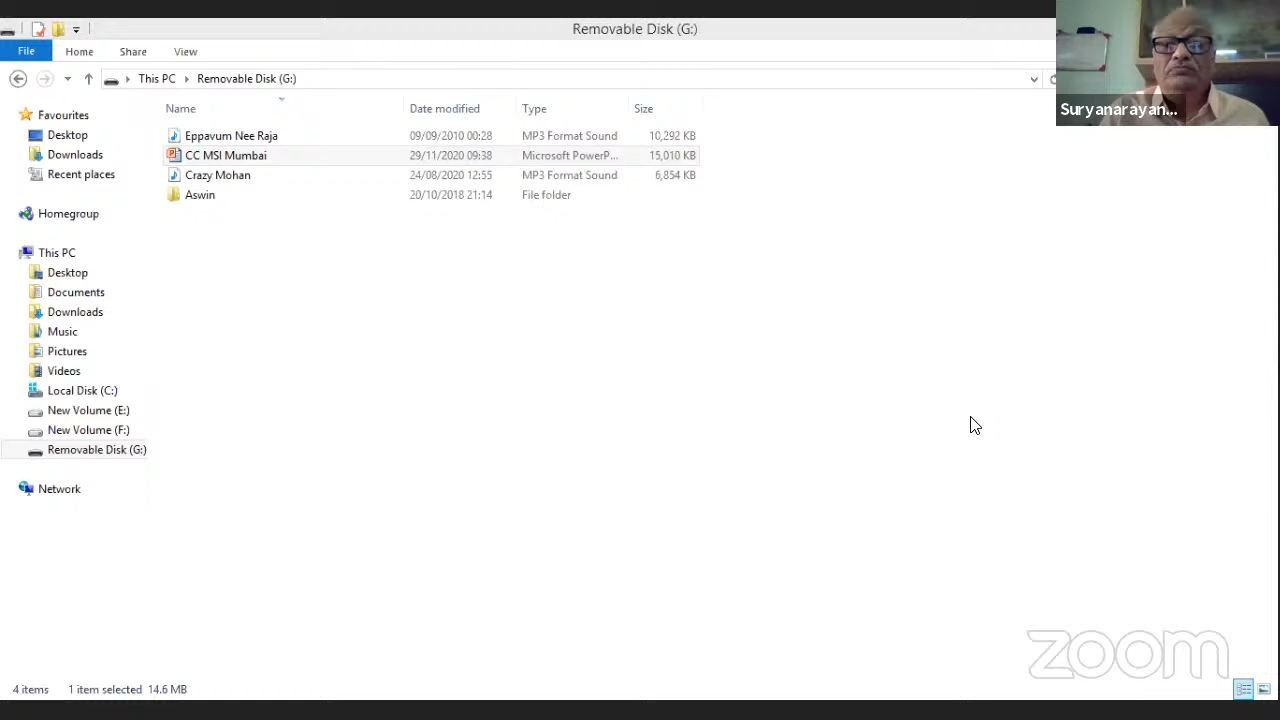 Removable Disk (G:)
File Home Share View
This PC Removable Disk (G:)
Suryanarayan...
Name Date modified Type Size
Eppavum Nee Raja 09/09/2010 00:28 MP3 Format Sound 10,292 KB
CC MSI Mumbai 29/11/2020 09:38 Microsoft PowerP... 15,010 KB
Crazy Mohan 24/08/2020 12:55 MP3 Format Sound 6,854 KB
Aswin 20/10/2018 21:14 File folder
Favourites
Desktop
Downloads
Recent places
Homegroup
This PC
Desktop
Documents
Downloads
Music
Pictures
Videos
Local Disk (C:)
New Volume (E:)
New Volume (F:)
Removable Disk (G:)
Network
zoom
4 items 1 item selected 14.6 MB